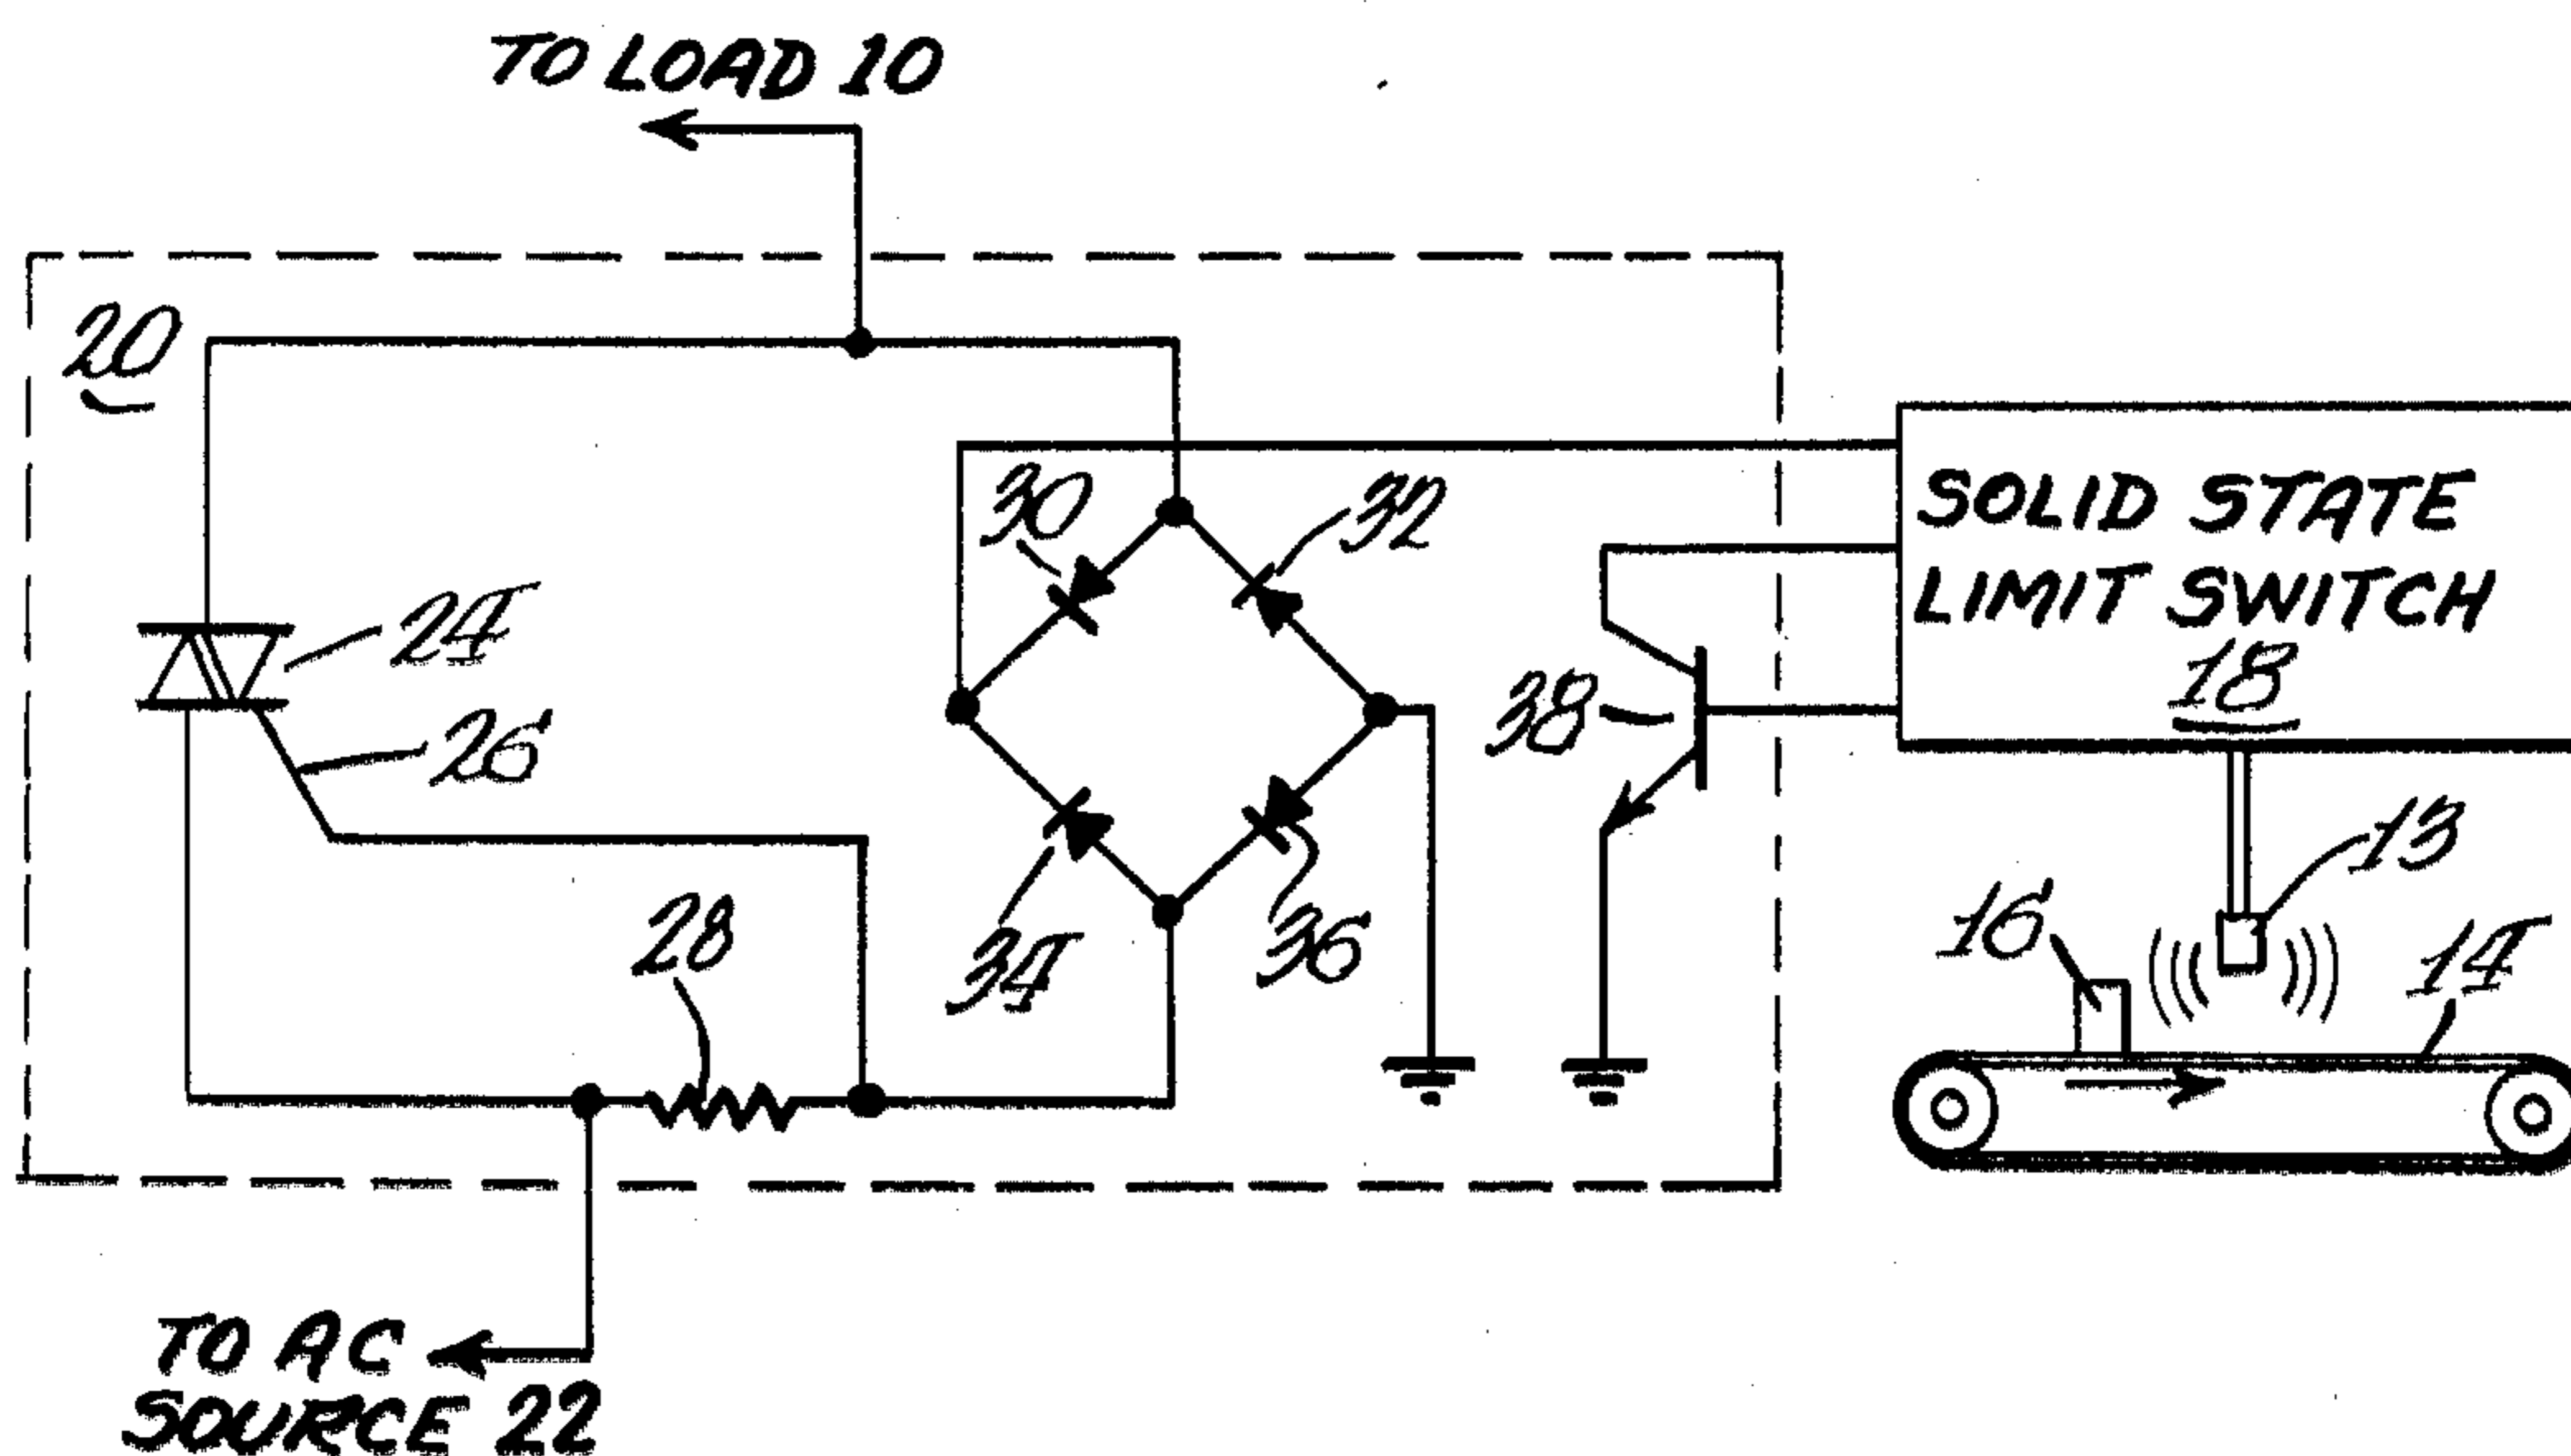 TO LOAD 10
20
30
32
SOLID STATE
LIMIT SWITCH
18
24
26
38
13
28
34
36
16
14
TO AC
SOURCE 22